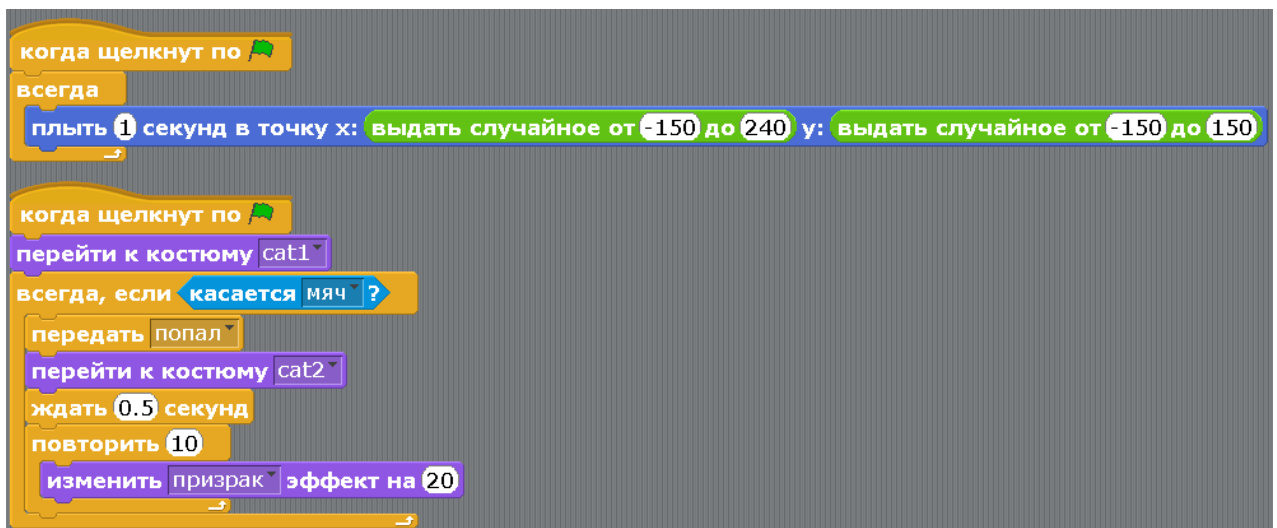 когда щелкнут по
всегда
плыть 1 секунд в точку x: выдать случайное от -150 до 240 y: выдать случайное от -150 до 150
когда щелкнут по
перейти к костюму cat1
всегда, если касается мяч ?
передать попал
перейти к костюму cat2
ждать 0.5 секунд
повторить 10
изменить призрак эффект на 20